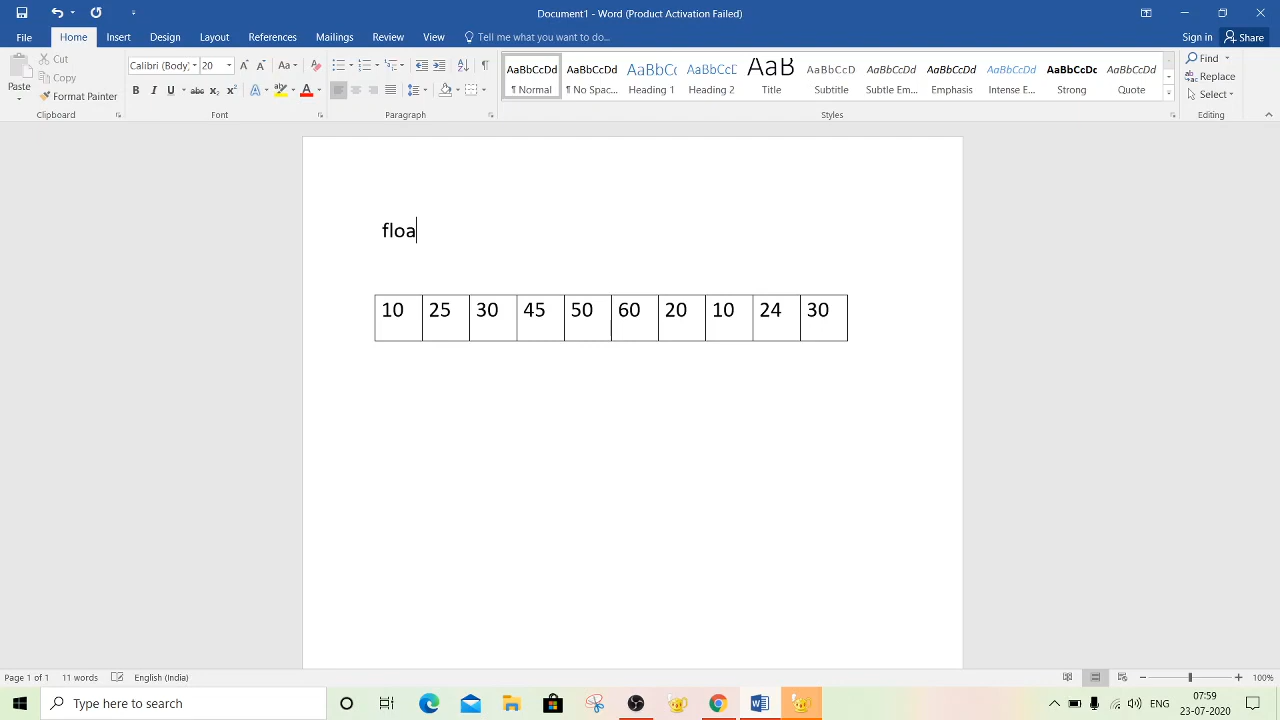 Document1 - Word (Product Activation Failed)
File Home Insert Design Layout References Mailings Review View Tell me what you want to do... Sign in Share
Paste Cut Copy Format Painter
Calibri (Body) 20
AaBbCcDd AaBbCcDd AaBbCc AaBbCcD AaB AaBbCcD AaBbCcDd AaBbCcDd AaBbCcDd AaBbCcDc AaBbCcDd
¶ Normal ¶ No Spac... Heading 1 Heading 2 Title Subtitle Subtle Em... Emphasis Intense E... Strong Quote
Find Replace Select
Clipboard Font Paragraph Styles Editing
floa
10 25 30 45 50 60 20 10 24 30
Page 1 of 1 11 words English (India) 100%
Type here to search
ENG 07:59
23-07-2020